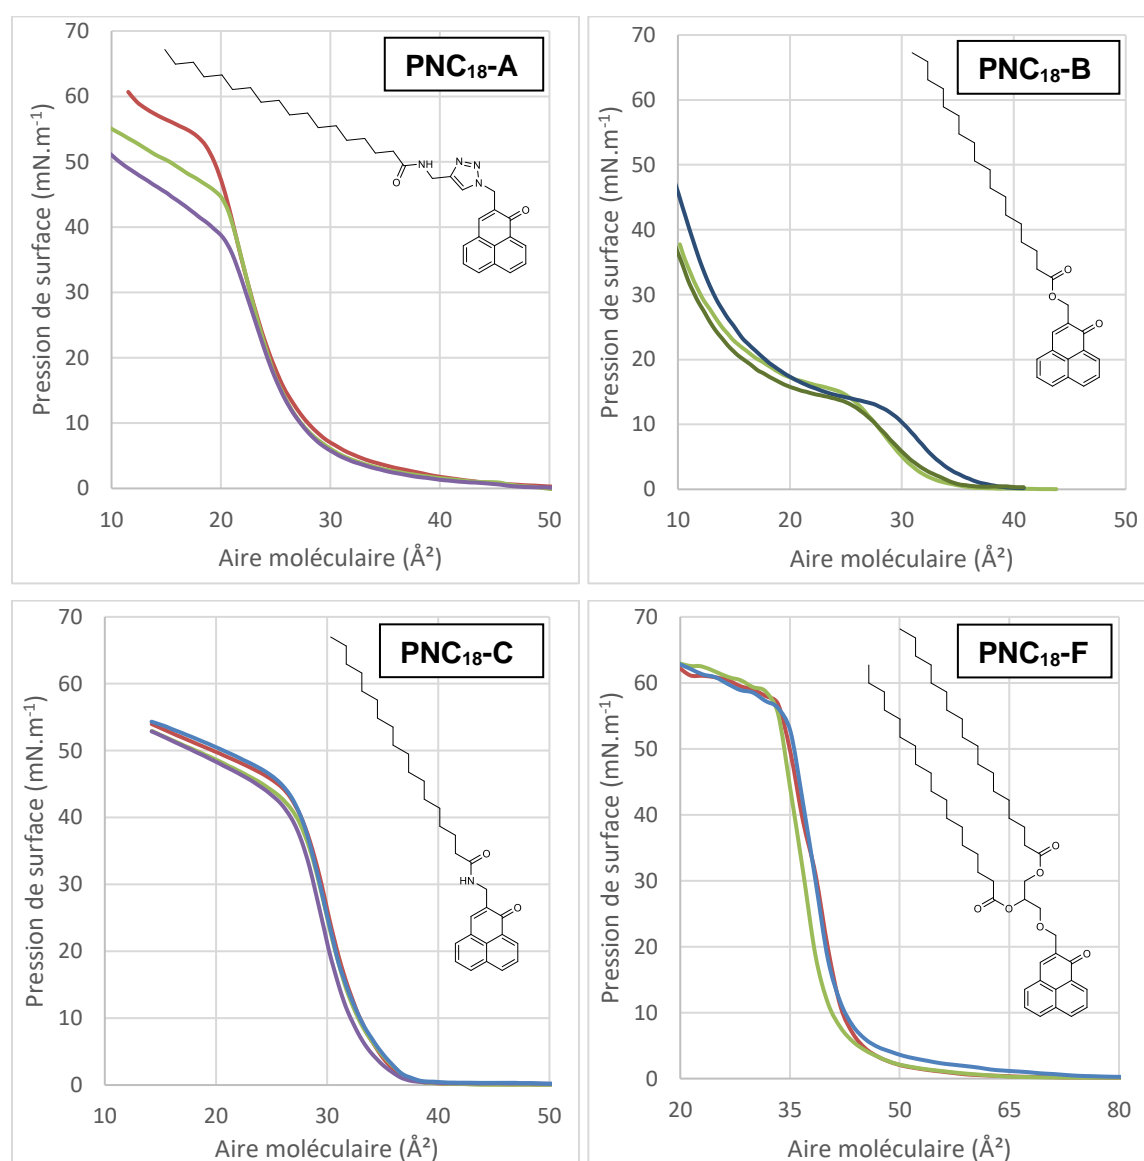 PNC₁₈-A
Pression de surface (mN.m⁻¹)
70
60
50
40
30
20
10
0
10 20 30 40 50
Aire moléculaire (Å²)
O
NH
N
N
N
O
PNC₁₈-B
Pression de surface (mN.m⁻¹)
70
60
50
40
30
20
10
0
10 20 30 40 50
Aire moléculaire (Å²)
O
O
O
PNC₁₈-C
Pression de surface (mN.m⁻¹)
70
60
50
40
30
20
10
0
10 20 30 40 50
Aire moléculaire (Å²)
O
NH
O
PNC₁₈-F
Pression de surface (mN.m⁻¹)
70
60
50
40
30
20
10
0
20 35 50 65 80
Aire moléculaire (Å²)
O
O
O
O
O
O